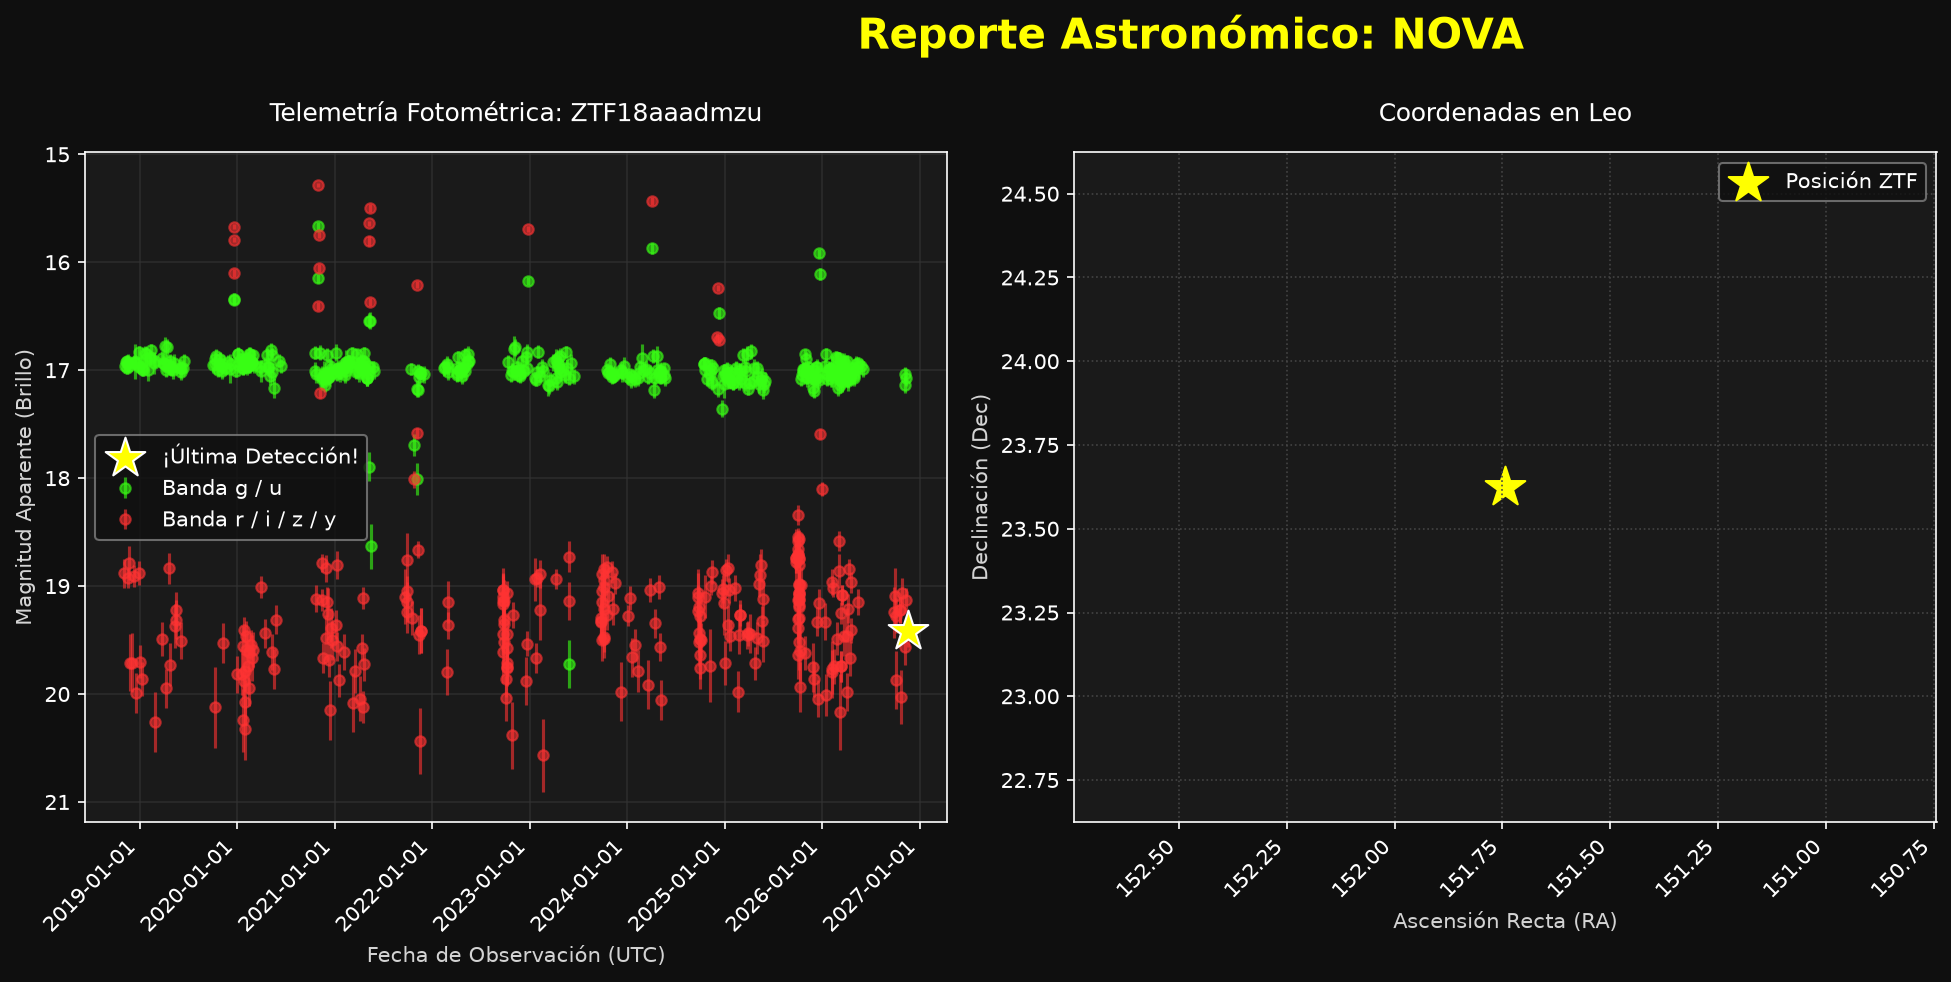 Reporte Astronómico: NOVA
Telemetría Fotométrica: ZTF18aaadmzu
Magnitud Aparente (Brillo)
15
16
17
18
19
20
21
¡Última Detección!
Banda g / u
Banda r / i / z / y
2019-01-01
2020-01-01
2021-01-01
2022-01-01
2023-01-01
2024-01-01
2025-01-01
2026-01-01
2027-01-01
Fecha de Observación (UTC)
Coordenadas en Leo
Declinación (Dec)
24.50
24.25
24.00
23.75
23.50
23.25
23.00
22.75
Posición ZTF
152.50
152.25
152.00
151.75
151.50
151.25
151.00
150.75
Ascensión Recta (RA)